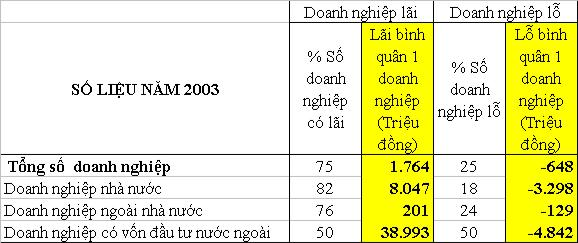 Doanh nghiệp lãi Doanh nghiệp lỗ
SỐ LIỆU NĂM 2003
% Số
doanh
nghiệp
có lãi
Lãi bình
quân 1
doanh
nghiệp
(Triệu
đồng)
% Số
doanh
nghiệp lỗ
Lỗ bình
quân 1
doanh
nghiệp
(Triệu
đồng)
Tổng số doanh nghiệp 75 1.764 25 -648
Doanh nghiệp nhà nước 82 8.047 18 -3.298
Doanh nghiệp ngoài nhà nước 76 201 24 -129
Doanh nghiệp có vốn đầu tư nước ngoài 50 38.993 50 -4.842